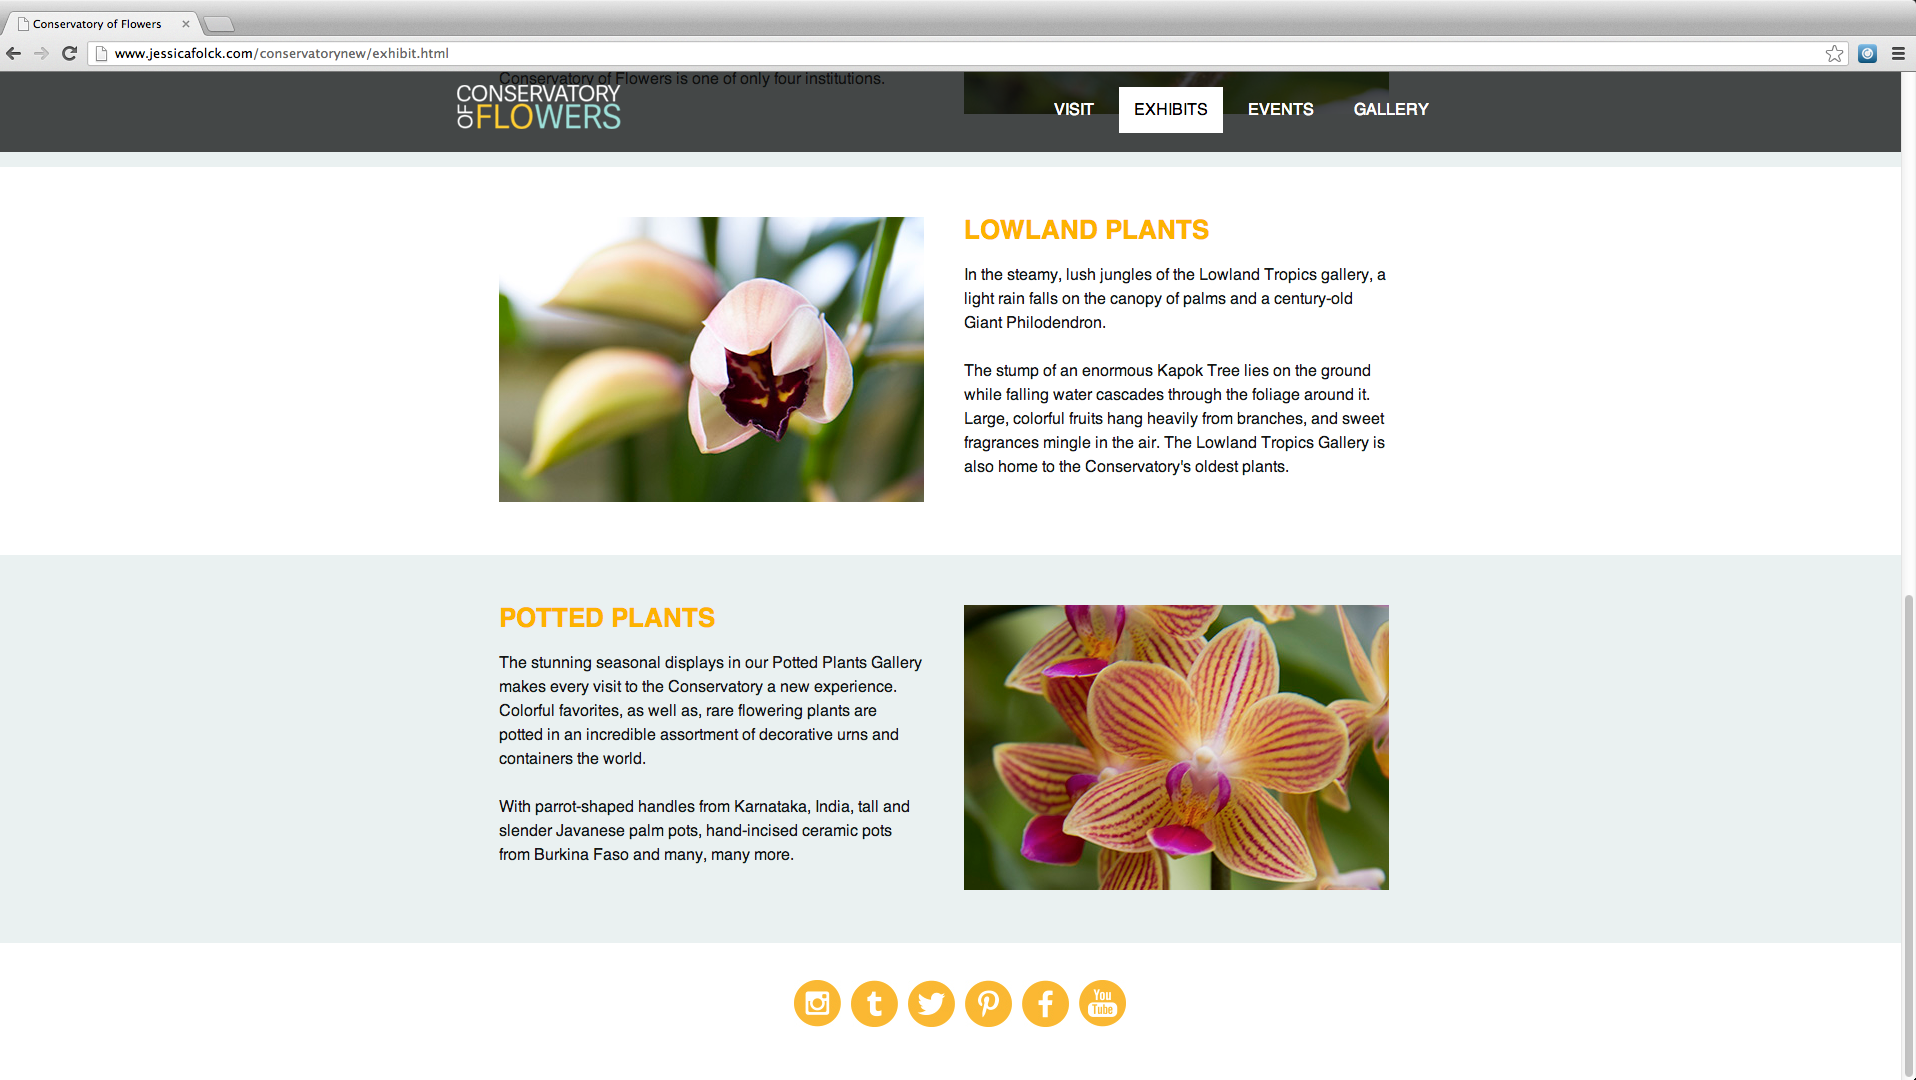 Conservatory of Flowers
www.jessicafolck.com/conservatorynew/exhibit.html
Conservatory of Flowers is one of only four institutions.
CONSERVATORY
OF FLOWERS
VISIT EXHIBITS EVENTS GALLERY
LOWLAND PLANTS
In the steamy, lush jungles of the Lowland Tropics gallery, a
light rain falls on the canopy of palms and a century-old
Giant Philodendron.
The stump of an enormous Kapok Tree lies on the ground
while falling water cascades through the foliage around it.
Large, colorful fruits hang heavily from branches, and sweet
fragrances mingle in the air. The Lowland Tropics Gallery is
also home to the Conservatory's oldest plants.
POTTED PLANTS
The stunning seasonal displays in our Potted Plants Gallery
makes every visit to the Conservatory a new experience.
Colorful favorites, as well as, rare flowering plants are
potted in an incredible assortment of decorative urns and
containers the world.
With parrot-shaped handles from Karnataka, India, tall and
slender Javanese palm pots, hand-incised ceramic pots
from Burkina Faso and many, many more.
You
Tube